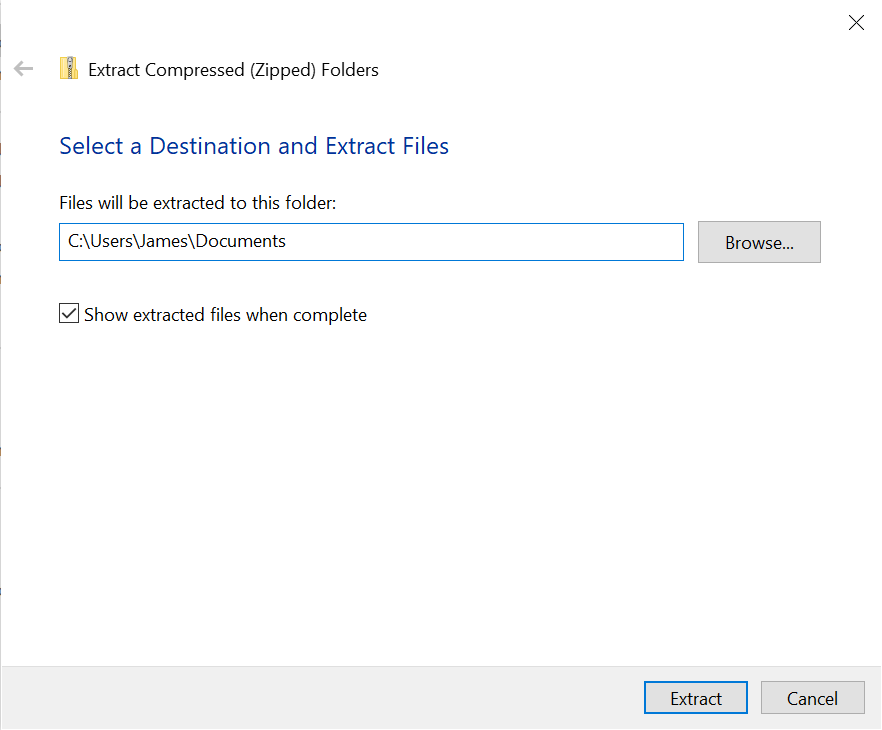 Extract Compressed (Zipped) Folders
Select a Destination and Extract Files
Files will be extracted to this folder:
C:\Users\James\Documents
Browse...
Show extracted files when complete
Extract
Cancel